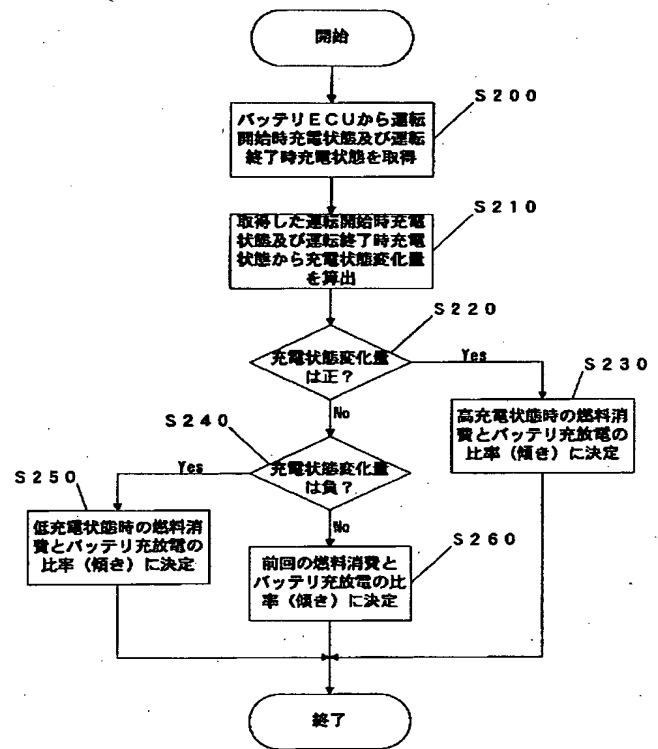 開始
S200
バッテリECUから運転
開始時充電状態及び運転
終了時充電状態を取得
S210
取得した運転開始時充電
状態及び運転終了時充電
状態から充電状態変化量
を算出
S220
充電状態変化量
は正?
Yes
No
S230
高充電状態時の燃料消
費とバッテリ充放電の
比率(傾き)に決定
S240
充電状態変化量
は負?
Yes
No
S250
低充電状態時の燃料消
費とバッテリ充放電の
比率(傾き)に決定
S260
前回の燃料消費と
バッテリ充放電の比
率(傾き)に決定
終了